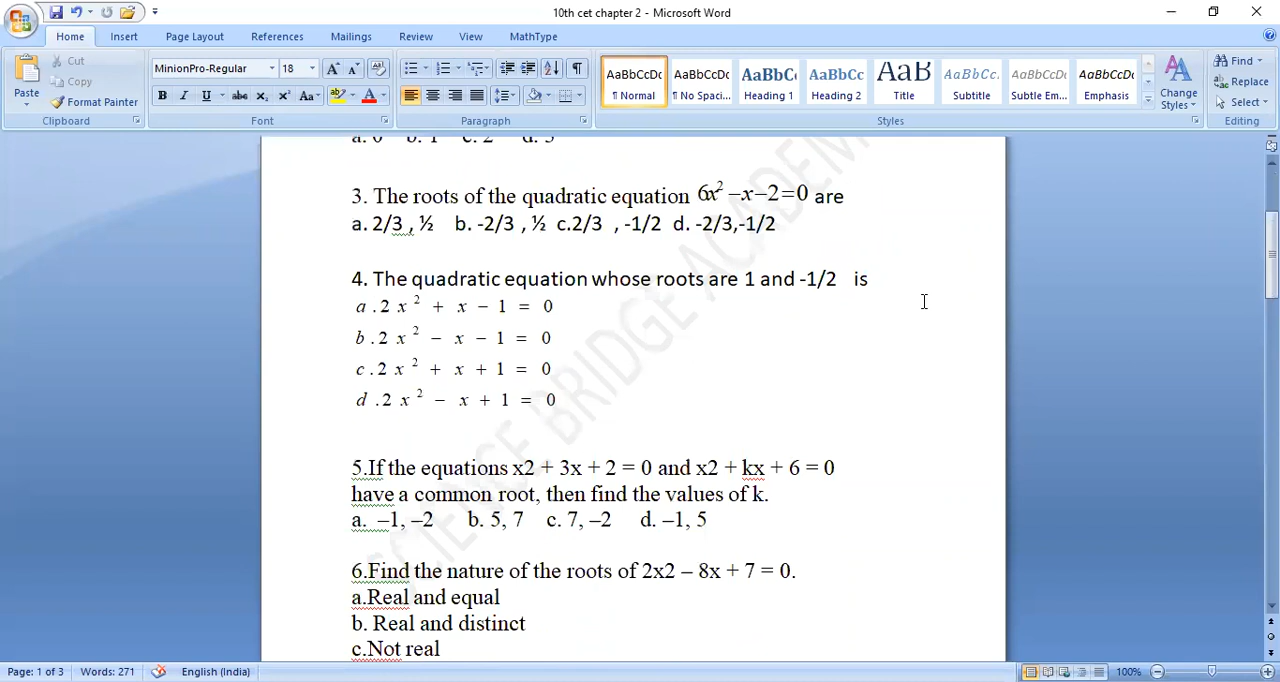 10th cet chapter 2 - Microsoft Word
Home Insert Page Layout References Mailings Review View MathType
Paste
Cut
Copy
Format Painter
Clipboard
MinionPro-Regular 18
Font
Paragraph
AaBbCcDc AaBbCcDc AaBbC AaBbCc AaB AaBbCc. AaBbCcDc AaBbCcDc
¶ Normal ¶ No Spaci... Heading 1 Heading 2 Title Subtitle Subtle Em... Emphasis
Change Styles
Styles
Find
Replace
Select
Editing
3. The roots of the quadratic equation 6x²−x−2=0 are
a. 2/3 , ½ b. -2/3 , ½ c.2/3 , -1/2 d. -2/3,-1/2
4. The quadratic equation whose roots are 1 and -1/2 is
a . 2 x ² + x − 1 = 0
b . 2 x ² − x − 1 = 0
c . 2 x ² + x + 1 = 0
d . 2 x ² − x + 1 = 0
5.If the equations x2 + 3x + 2 = 0 and x2 + kx + 6 = 0
have a common root, then find the values of k.
a. –1, –2 b. 5, 7 c. 7, –2 d. –1, 5
6.Find the nature of the roots of 2x2 – 8x + 7 = 0.
a.Real and equal
b. Real and distinct
c.Not real
SCIENCE BRIDGE ACADEMY
Page: 1 of 3 Words: 271 English (India) 100%